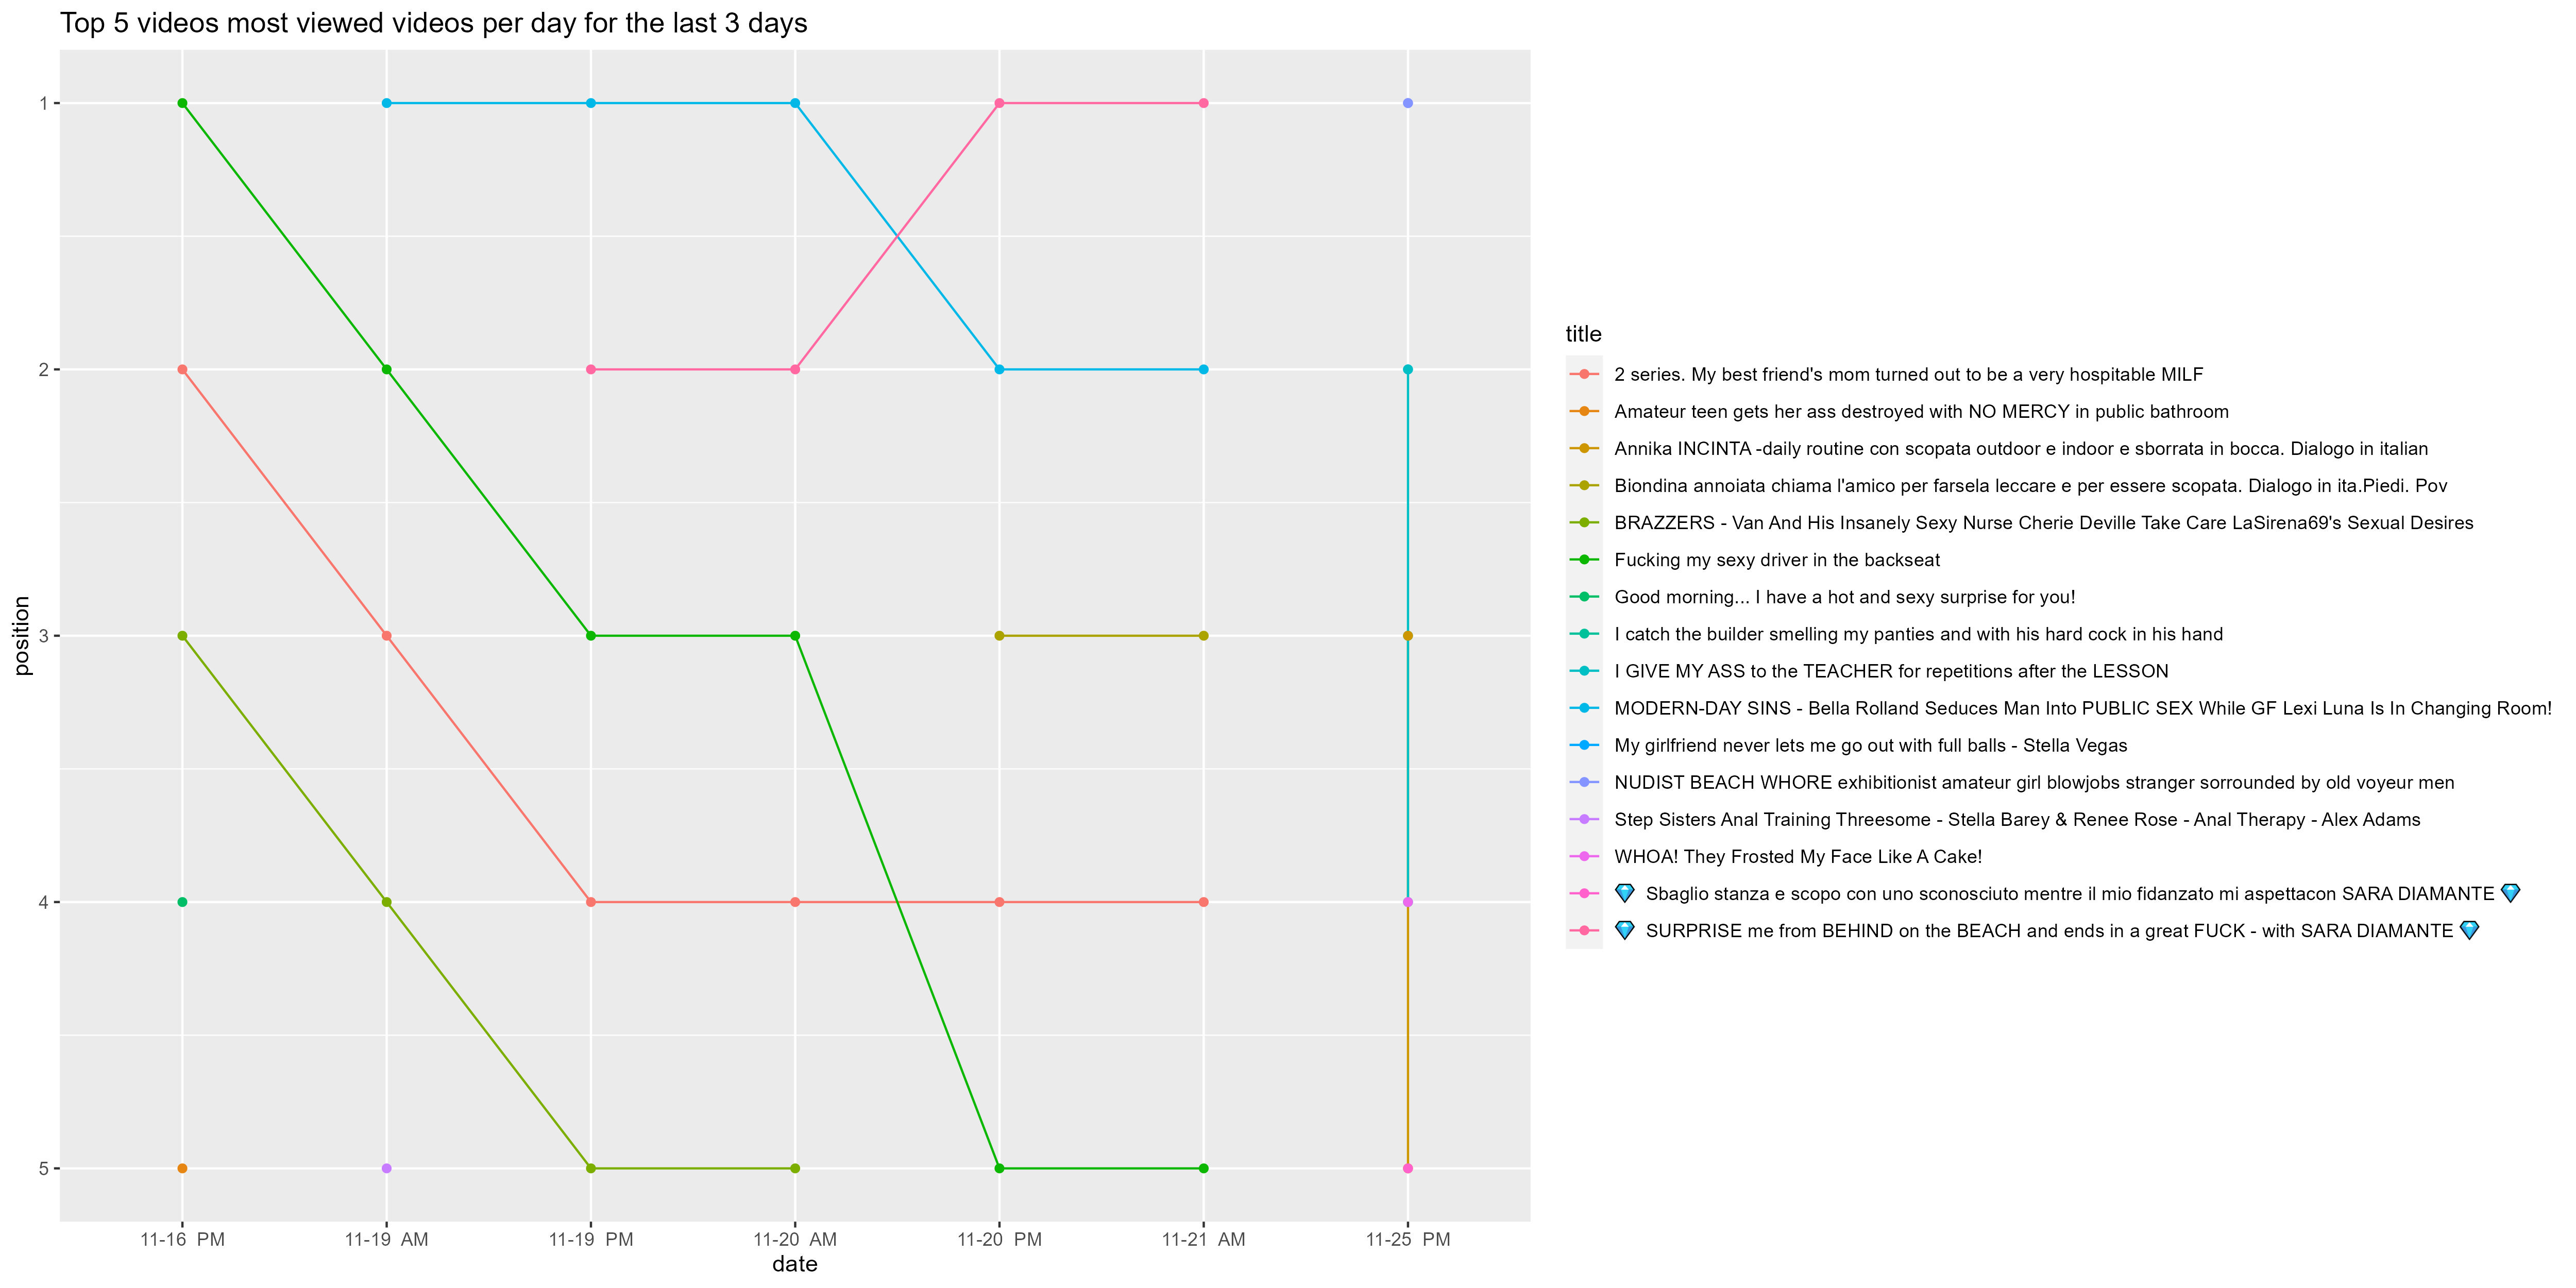 Top 5 videos most viewed videos per day for the last 3 days
position
1
2
3
4
5
11-16 PM
11-19 AM
11-19 PM
11-20 AM
11-20 PM
11-21 AM
11-25 PM
date
title
2 series. My best friend's mom turned out to be a very hospitable MILF
Amateur teen gets her ass destroyed with NO MERCY in public bathroom
Annika INCINTA -daily routine con scopata outdoor e indoor e sborrata in bocca. Dialogo in italian
Biondina annoiata chiama l'amico per farsela leccare e per essere scopata. Dialogo in ita.Piedi. Pov
BRAZZERS - Van And His Insanely Sexy Nurse Cherie Deville Take Care LaSirena69's Sexual Desires
Fucking my sexy driver in the backseat
Good morning... I have a hot and sexy surprise for you!
I catch the builder smelling my panties and with his hard cock in his hand
I GIVE MY ASS to the TEACHER for repetitions after the LESSON
MODERN-DAY SINS - Bella Rolland Seduces Man Into PUBLIC SEX While GF Lexi Luna Is In Changing Room!
My girlfriend never lets me go out with full balls - Stella Vegas
NUDIST BEACH WHORE exhibitionist amateur girl blowjobs stranger sorrounded by old voyeur men
Step Sisters Anal Training Threesome - Stella Barey & Renee Rose - Anal Therapy - Alex Adams
WHOA! They Frosted My Face Like A Cake!
💎 Sbaglio stanza e scopo con uno sconosciuto mentre il mio fidanzato mi aspettacon SARA DIAMANTE 💎
💎 SURPRISE me from BEHIND on the BEACH and ends in a great FUCK - with SARA DIAMANTE 💎